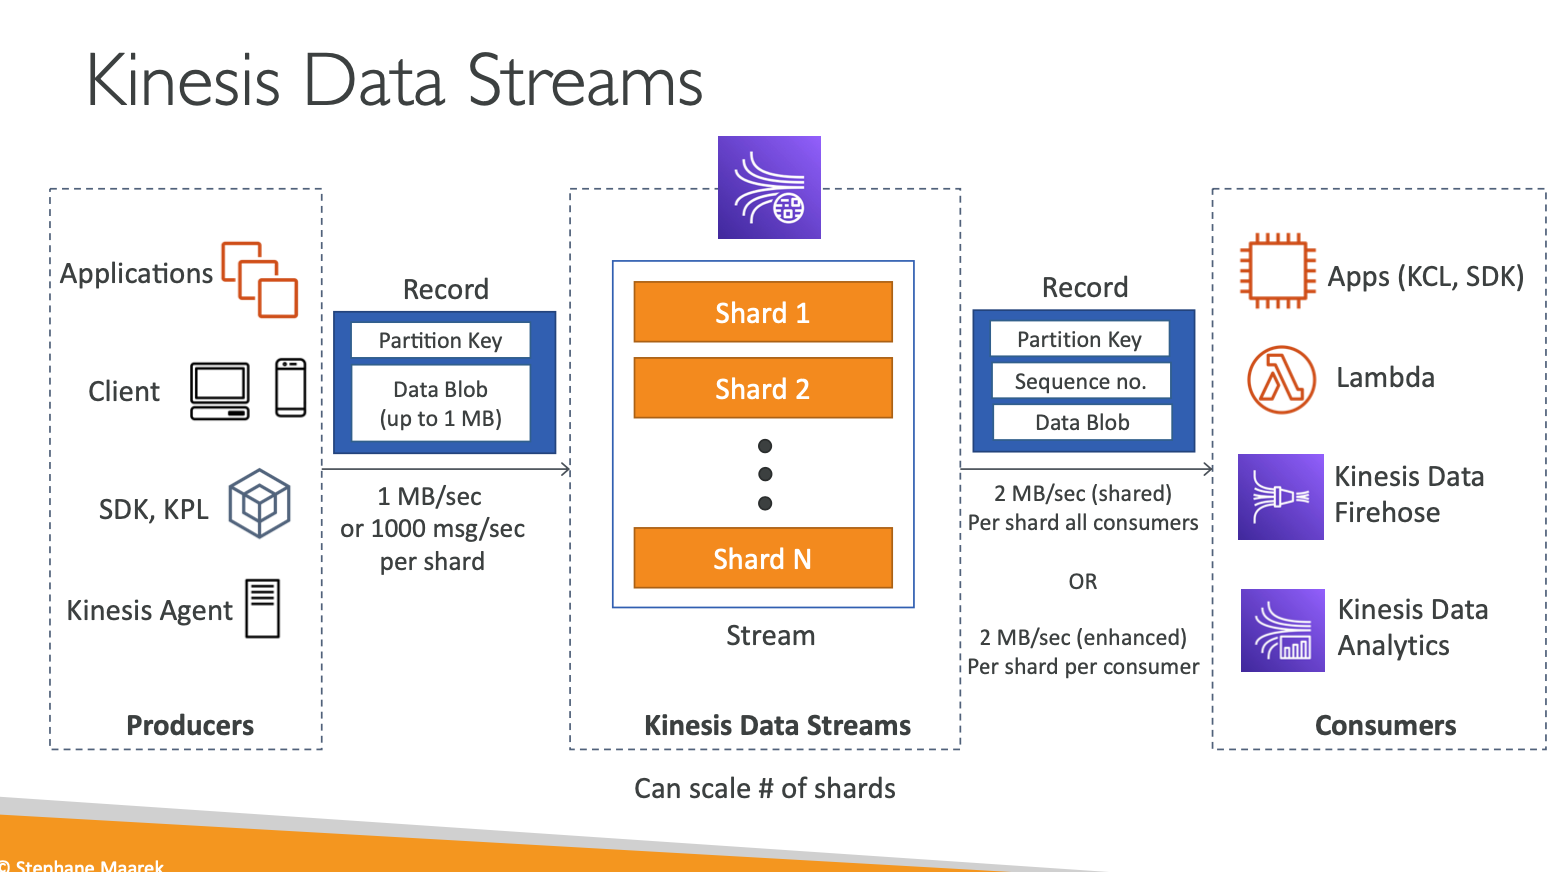 Kinesis Data Streams
Applications
Client
SDK, KPL
Kinesis Agent
Producers
Record
Partition Key
Data Blob
(up to 1 MB)
1 MB/sec
or 1000 msg/sec
per shard
Shard 1
Shard 2
Shard N
Stream
Kinesis Data Streams
Can scale # of shards
Record
Partition Key
Sequence no.
Data Blob
2 MB/sec (shared)
Per shard all consumers
OR
2 MB/sec (enhanced)
Per shard per consumer
Apps (KCL, SDK)
Lambda
Kinesis Data
Firehose
Kinesis Data
Analytics
Consumers
© Stephane Maarek